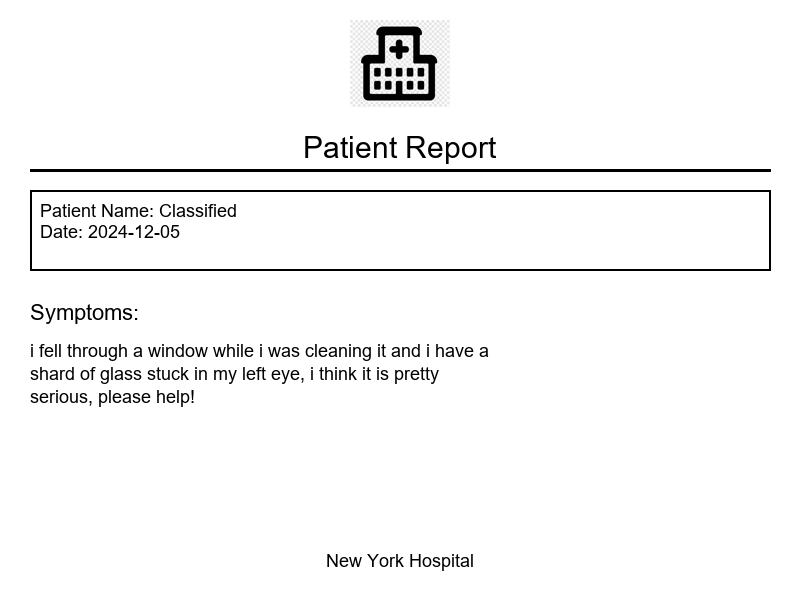 Patient Report
Patient Name: Classified
Date: 2024-12-05
Symptoms:
i fell through a window while i was cleaning it and i have a
shard of glass stuck in my left eye, i think it is pretty
serious, please help!
New York Hospital